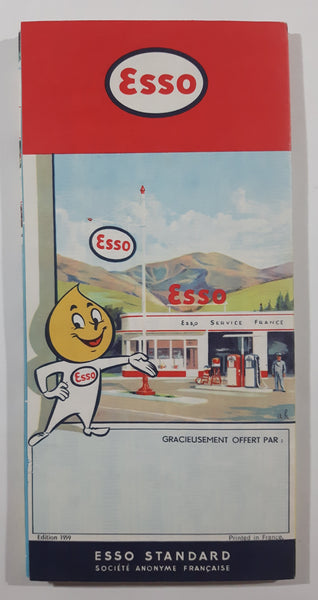 Esso
Esso
Esso
ESSO SERVICE FRANCE
Esso
GRACIEUSEMENT OFFERT PAR :
Edition 1959
Printed in France.
ESSO STANDARD
SOCIÉTÉ ANONYME FRANÇAISE